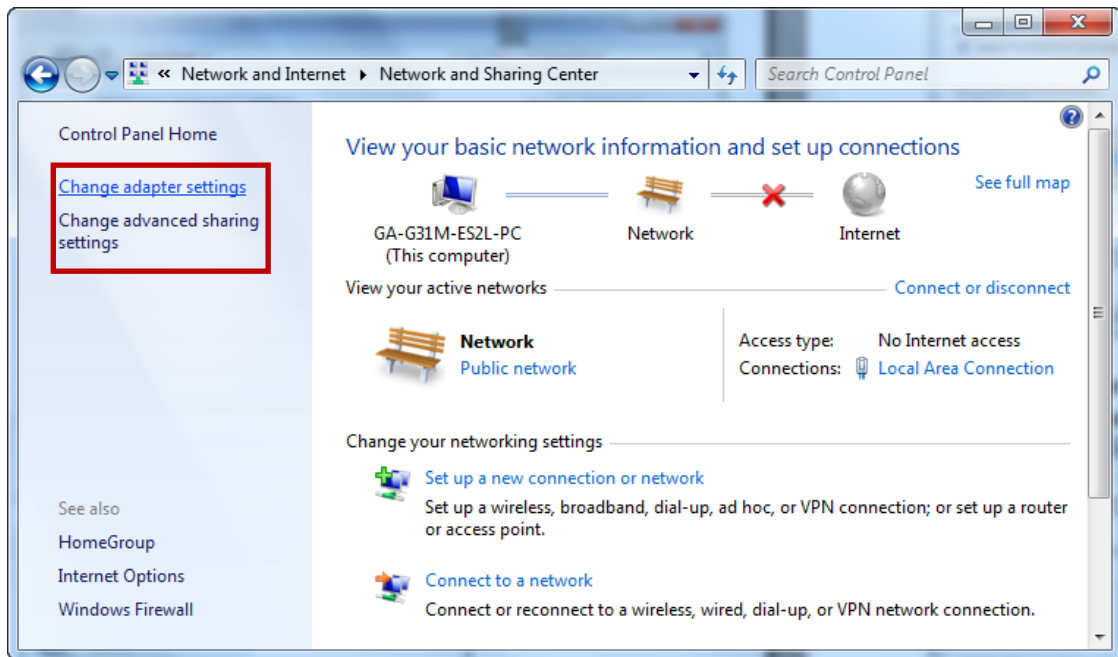 « Network and Internet ▸ Network and Sharing Center
Search Control Panel
Control Panel Home
Change adapter settings
Change advanced sharing
settings
See also
HomeGroup
Internet Options
Windows Firewall
View your basic network information and set up connections
See full map
GA-G31M-ES2L-PC
(This computer)
Network
Internet
View your active networks
Connect or disconnect
Network
Public network
Access type: No Internet access
Connections: Local Area Connection
Change your networking settings
Set up a new connection or network
Set up a wireless, broadband, dial-up, ad hoc, or VPN connection; or set up a router
or access point.
Connect to a network
Connect or reconnect to a wireless, wired, dial-up, or VPN network connection.